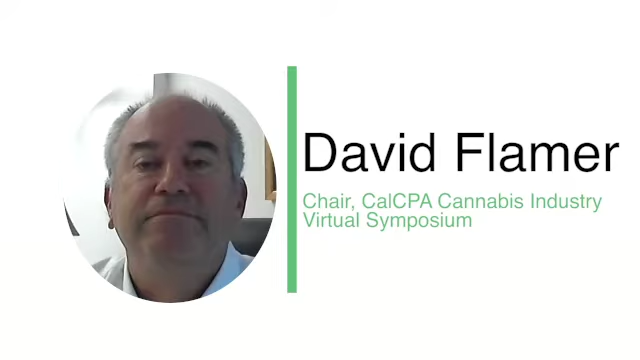 David Flamer
Chair, CalCPA Cannabis Industry
Virtual Symposium